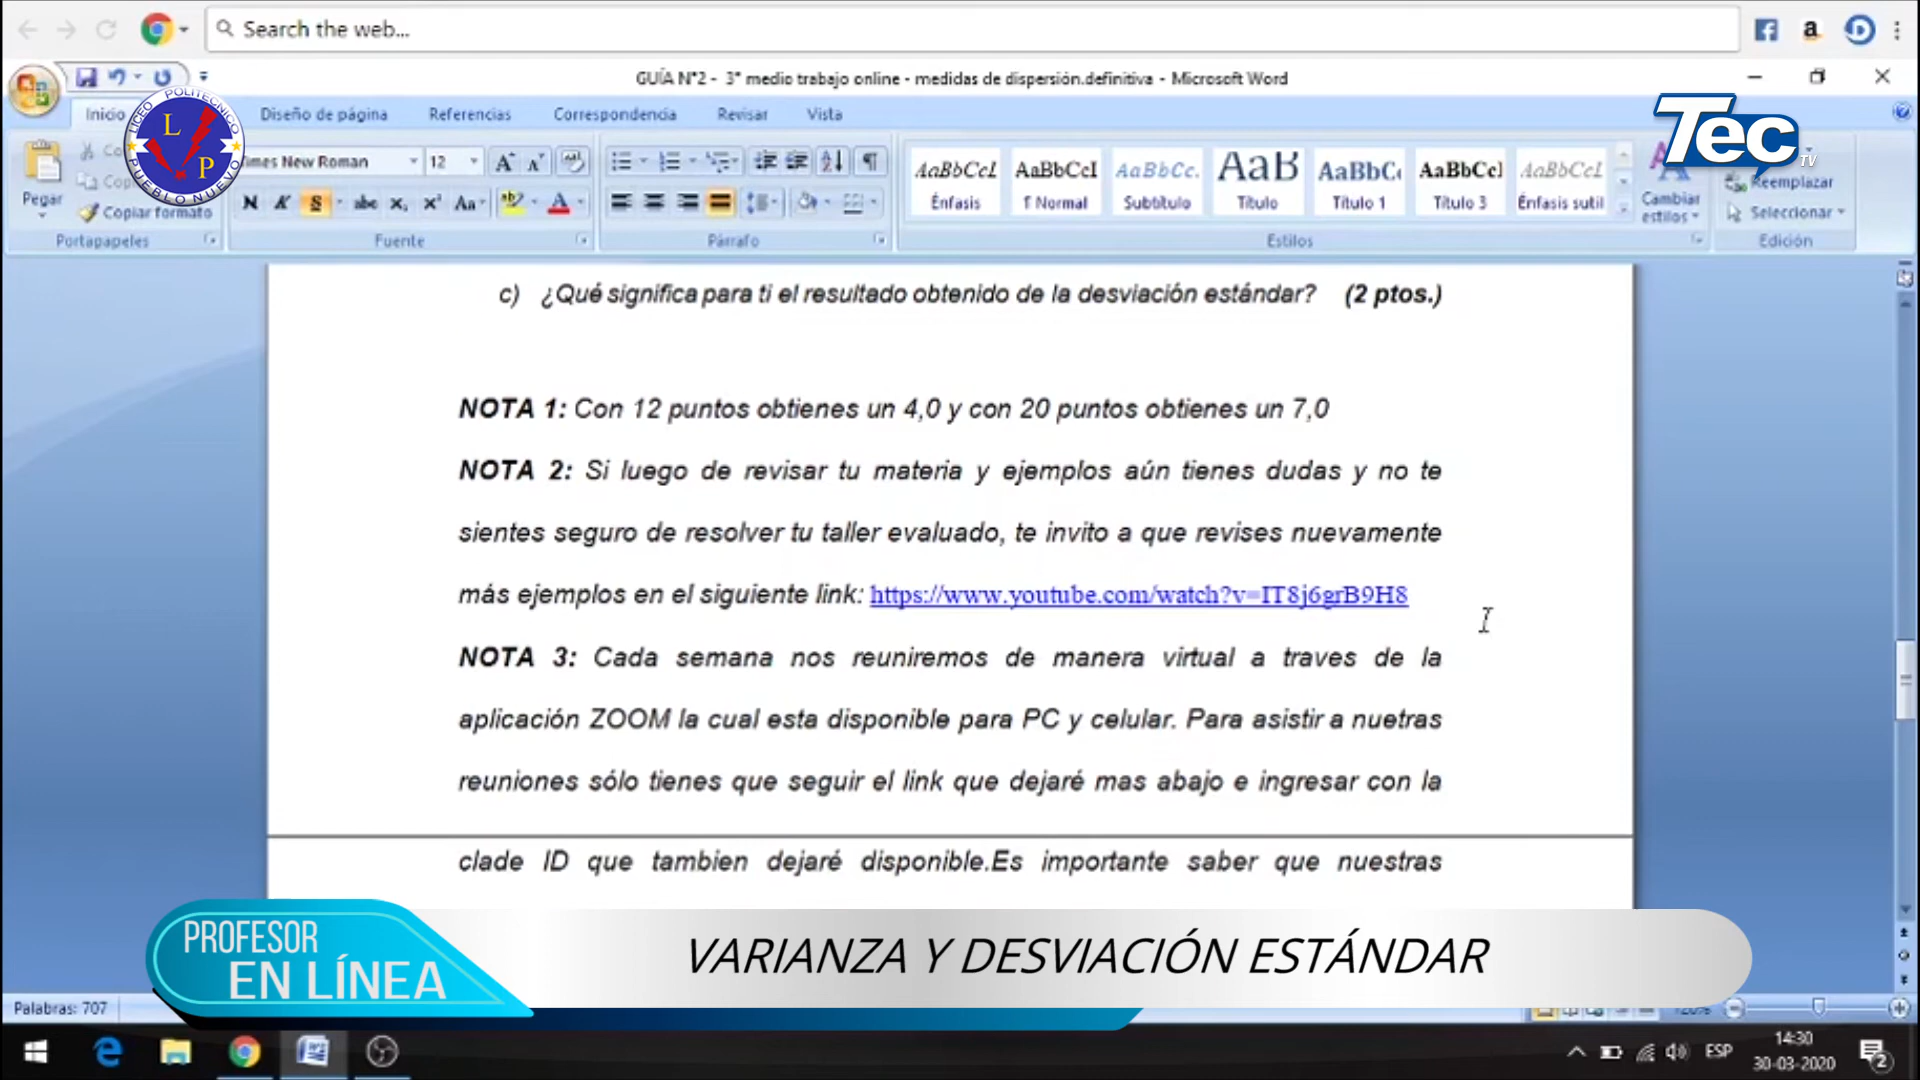 Search the web...
GUÍA N°2 - 3° medio trabajo online - medidas de dispersión.definitiva - Microsoft Word
Inicio
Diseño de página
Referencias
Correspondencia
Revisar
Vista
LICEO POLITECNICO
L P
PUEBLO NUEVO
Tec TV
Pegar
Copiar formato
Portapapeles
mes New Roman
12
Fuente
Párrafo
AaBbCcI
AaBbCcI
AaBbCc.
AaB
AaBbC
AaBbCcI
AaBbCcI
Énfasis
¶ Normal
Subtítulo
Título
Título 1
Título 3
Énfasis sutil
Estilos
Cambiar
estilos
Reemplazar
Seleccionar
Edición
c) ¿Qué significa para ti el resultado obtenido de la desviación estándar? (2 ptos.)
NOTA 1: Con 12 puntos obtienes un 4,0 y con 20 puntos obtienes un 7,0
NOTA 2: Si luego de revisar tu materia y ejemplos aún tienes dudas y no te
sientes seguro de resolver tu taller evaluado, te invito a que revises nuevamente
más ejemplos en el siguiente link: https://www.youtube.com/watch?v=IT8j6grB9H8
NOTA 3: Cada semana nos reuniremos de manera virtual a traves de la
aplicación ZOOM la cual esta disponible para PC y celular. Para asistir a nuetras
reuniones sólo tienes que seguir el link que dejaré mas abajo e ingresar con la
clade ID que tambien dejaré disponible.Es importante saber que nuestras
PROFESOR
EN LÍNEA
VARIANZA Y DESVIACIÓN ESTÁNDAR
Palabras: 707
ESP
14:30
30-03-2020
2